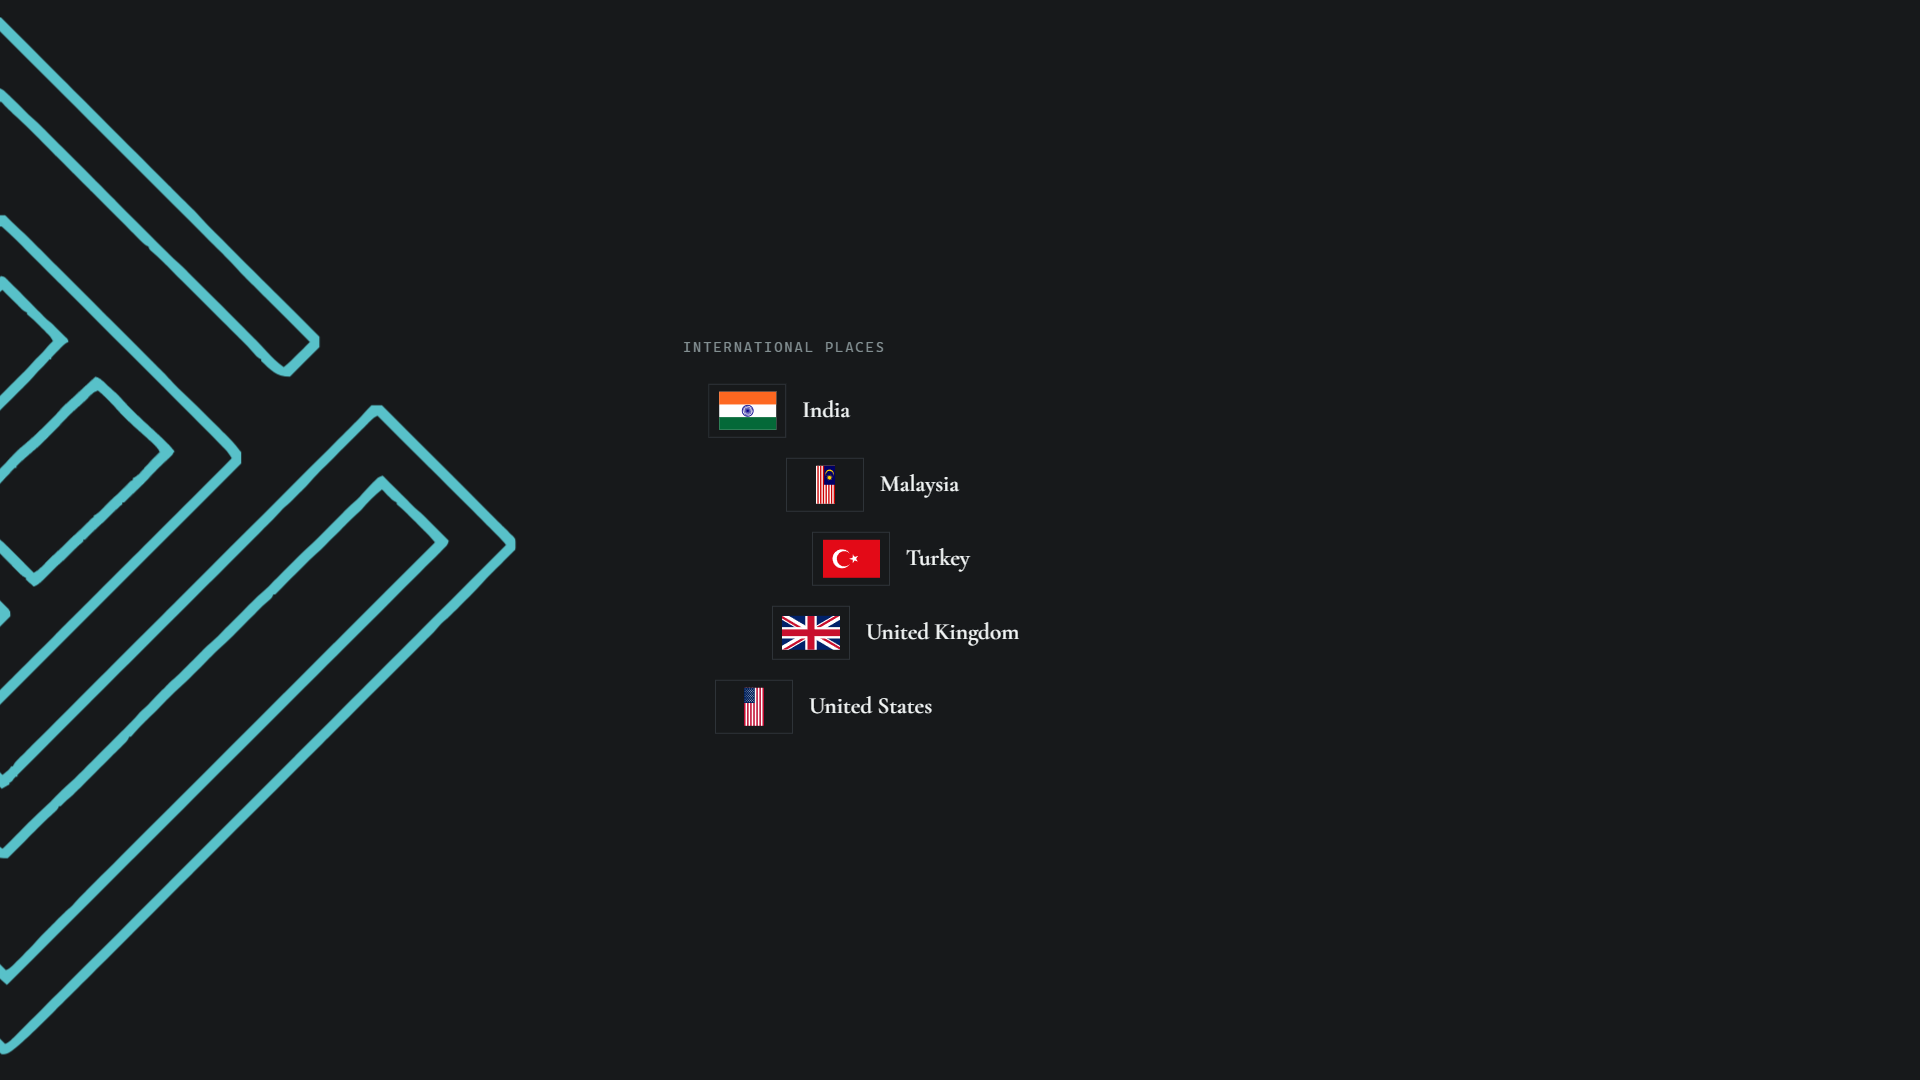 INTERNATIONAL PLACES
India
Malaysia
Turkey
United Kingdom
United States